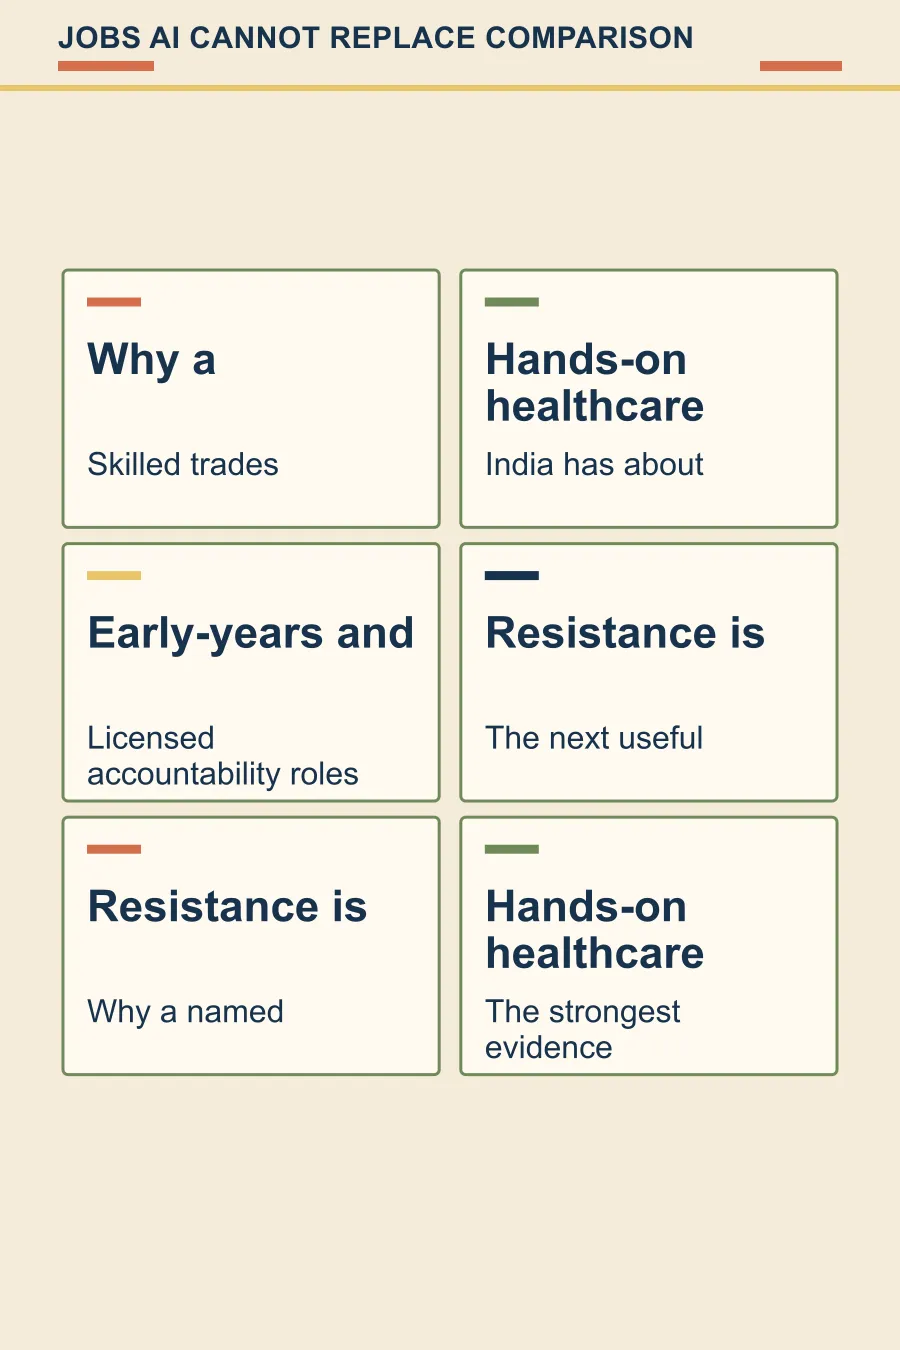 JOBS AI CANNOT REPLACE COMPARISON
Why a
Skilled trades
Hands-on
healthcare
India has about
Early-years and
Licensed
accountability roles
Resistance is
The next useful
Resistance is
Why a named
Hands-on
healthcare
The strongest
evidence